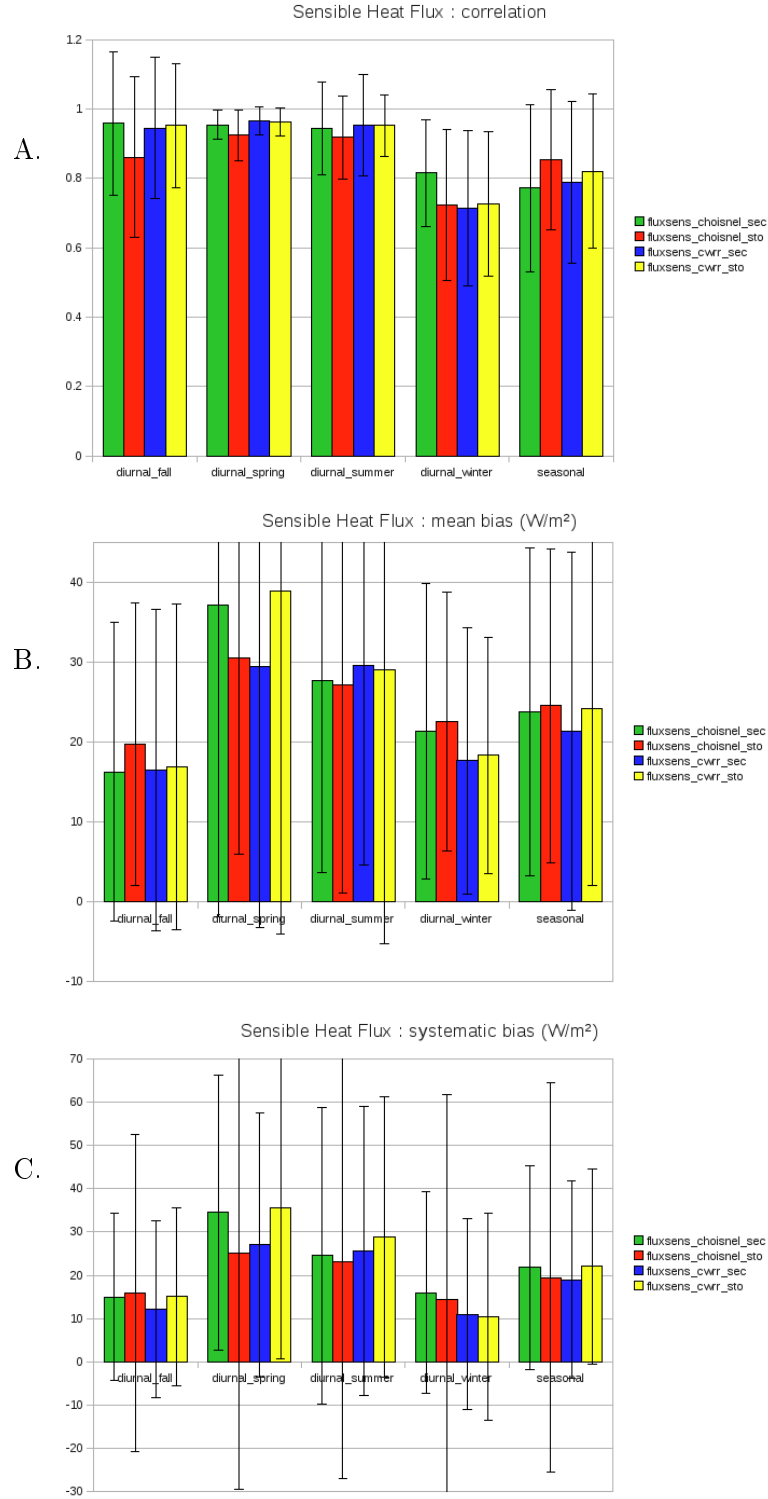 Sensible Heat Flux : correlation
A.
1.2
1
0.8
0.6
0.4
0.2
0
diurnal_fall diurnal_spring diurnal_summer diurnal_winter seasonal
fluxsens_choisnel_sec
fluxsens_choisnel_sto
fluxsens_cwrr_sec
fluxsens_cwrr_sto
Sensible Heat Flux : mean bias (W/m²)
B.
40
30
20
10
0
-10
diurnal_fall diurnal_spring diurnal_summer diurnal_winter seasonal
fluxsens_choisnel_sec
fluxsens_choisnel_sto
fluxsens_cwrr_sec
fluxsens_cwrr_sto
Sensible Heat Flux : systematic bias (W/m²)
C.
70
60
50
40
30
20
10
0
-10
-20
-30
diurnal_fall diurnal_spring diurnal_summer diurnal_winter seasonal
fluxsens_choisnel_sec
fluxsens_choisnel_sto
fluxsens_cwrr_sec
fluxsens_cwrr_sto